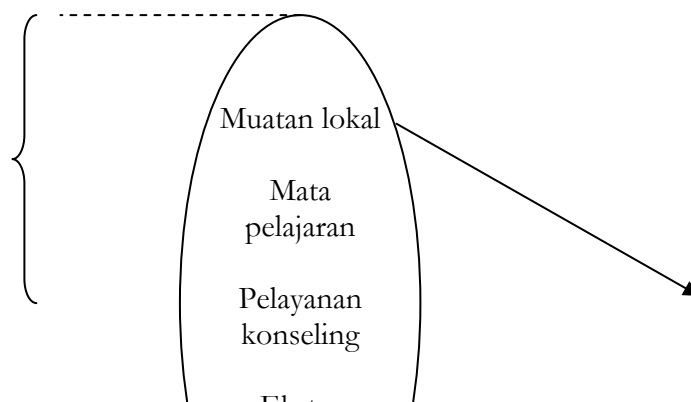 Muatan lokal
Mata
pelajaran
Pelayanan
konseling